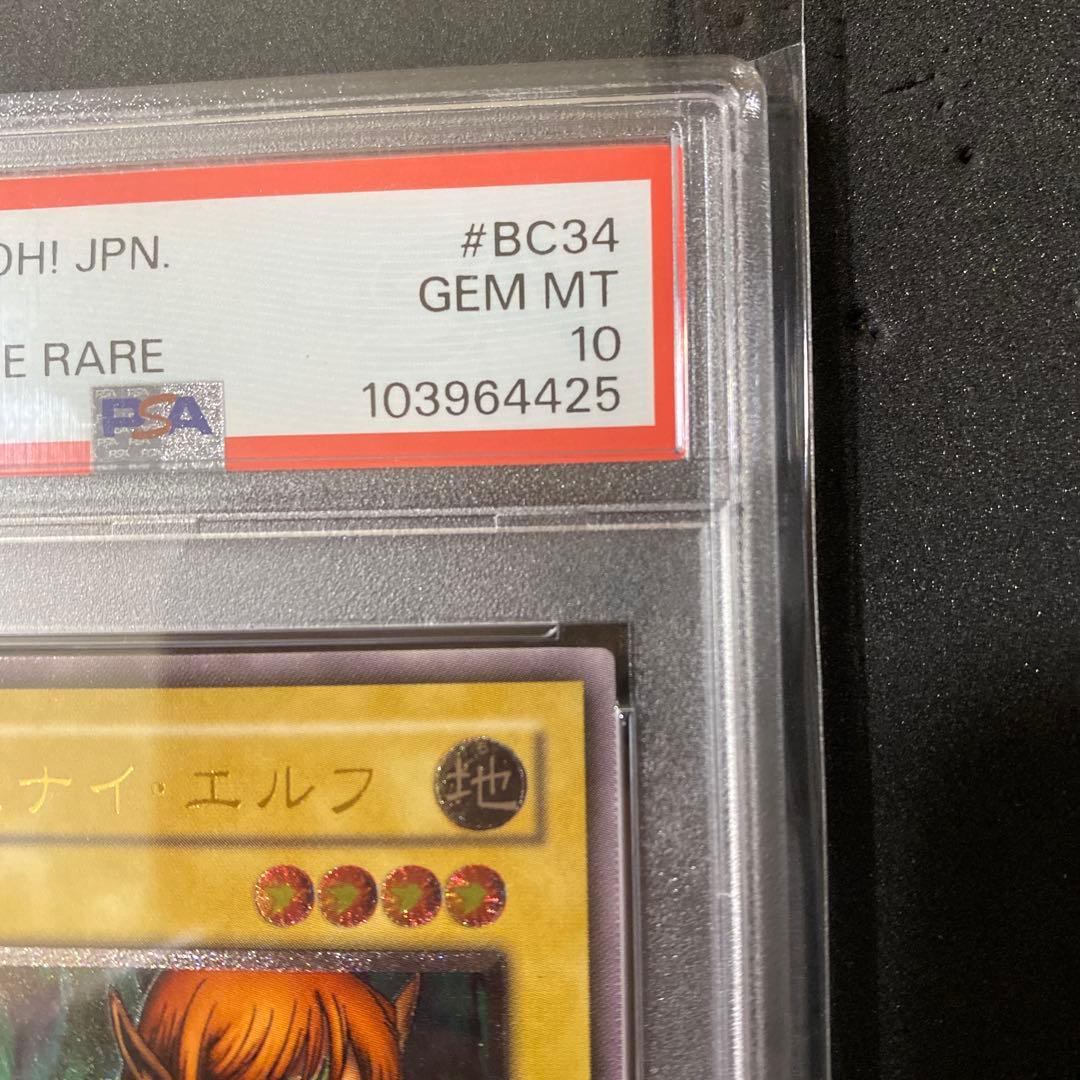 OH! JPN. #BC34
GEM MT
E RARE 10
PSA 103964425
ナイ・エルフ 地